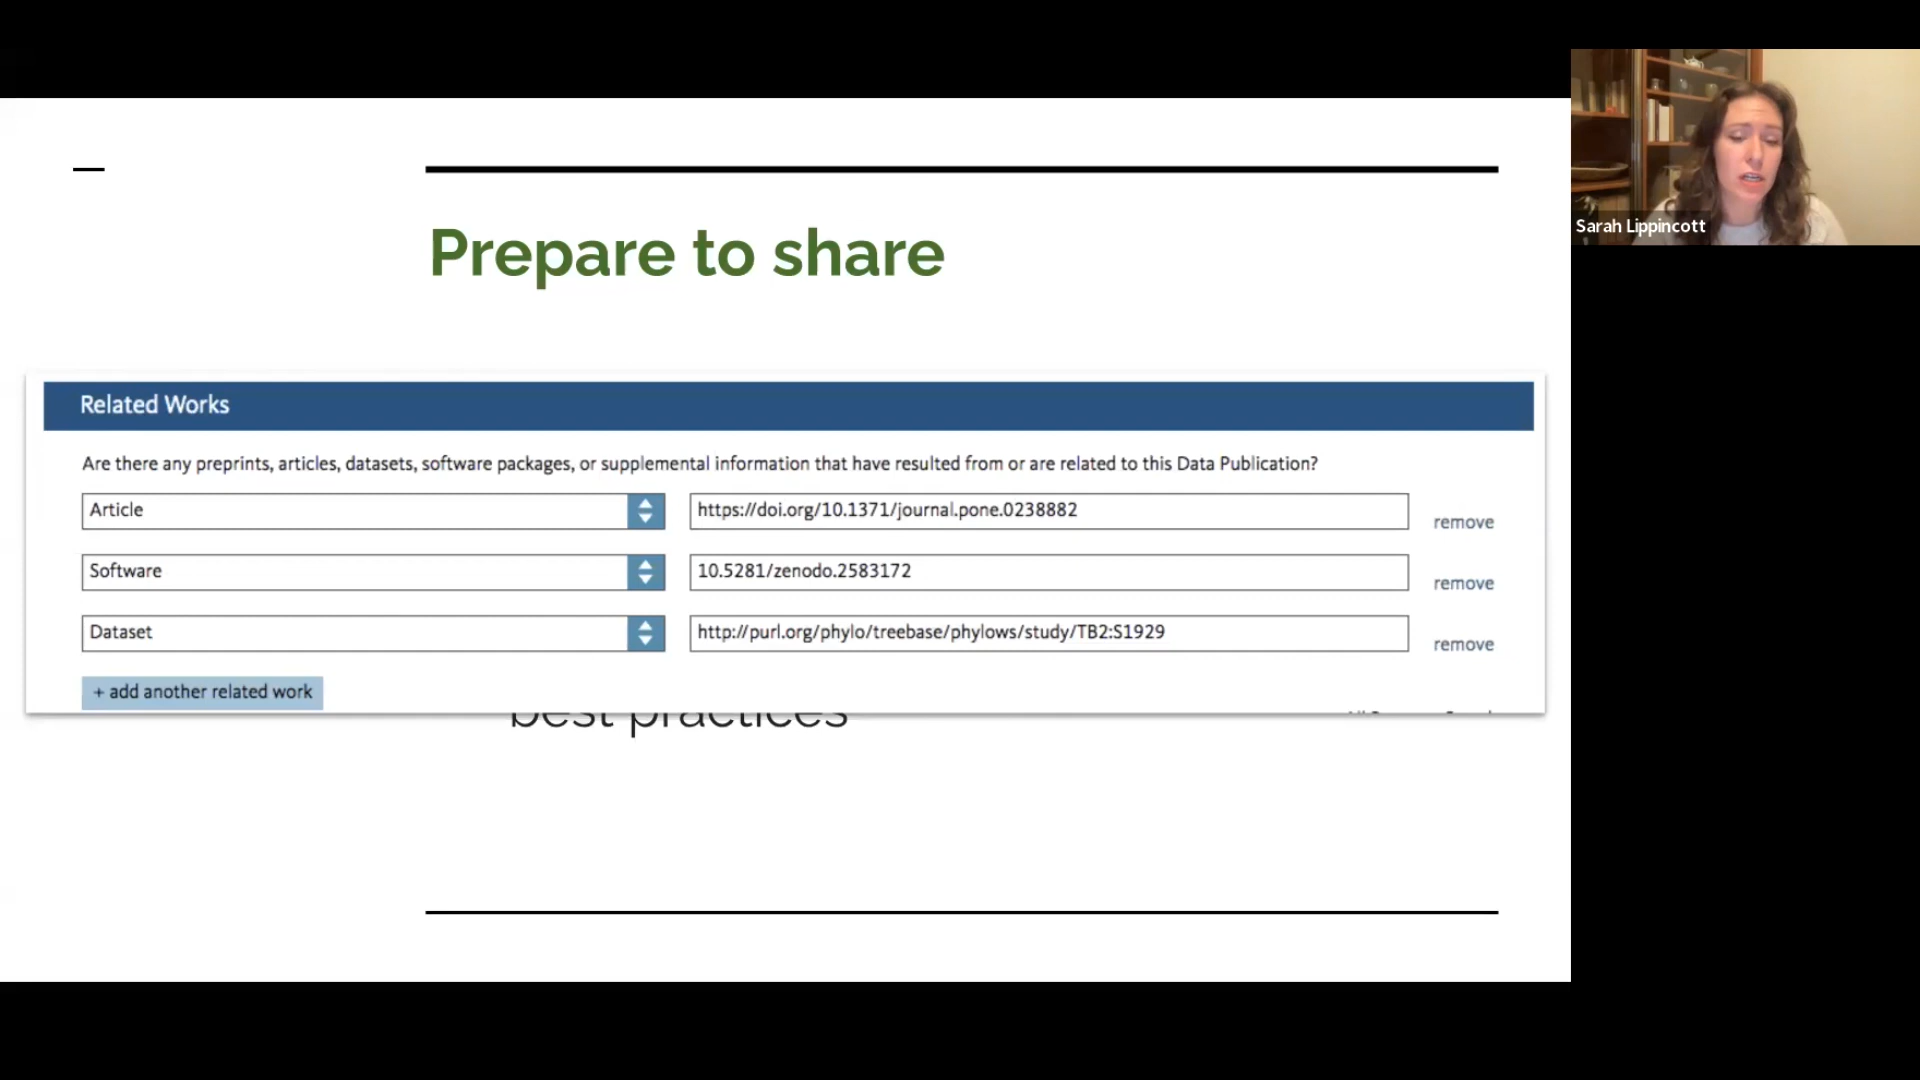 Prepare to share
Sarah Lippincott
Related Works
Are there any preprints, articles, datasets, software packages, or supplemental information that have resulted from or are related to this Data Publication?
Article https://doi.org/10.1371/journal.pone.0238882 remove
Software 10.5281/zenodo.2583172 remove
Dataset http://purl.org/phylo/treebase/phylows/study/TB2:S1929 remove
+ add another related work
best practices